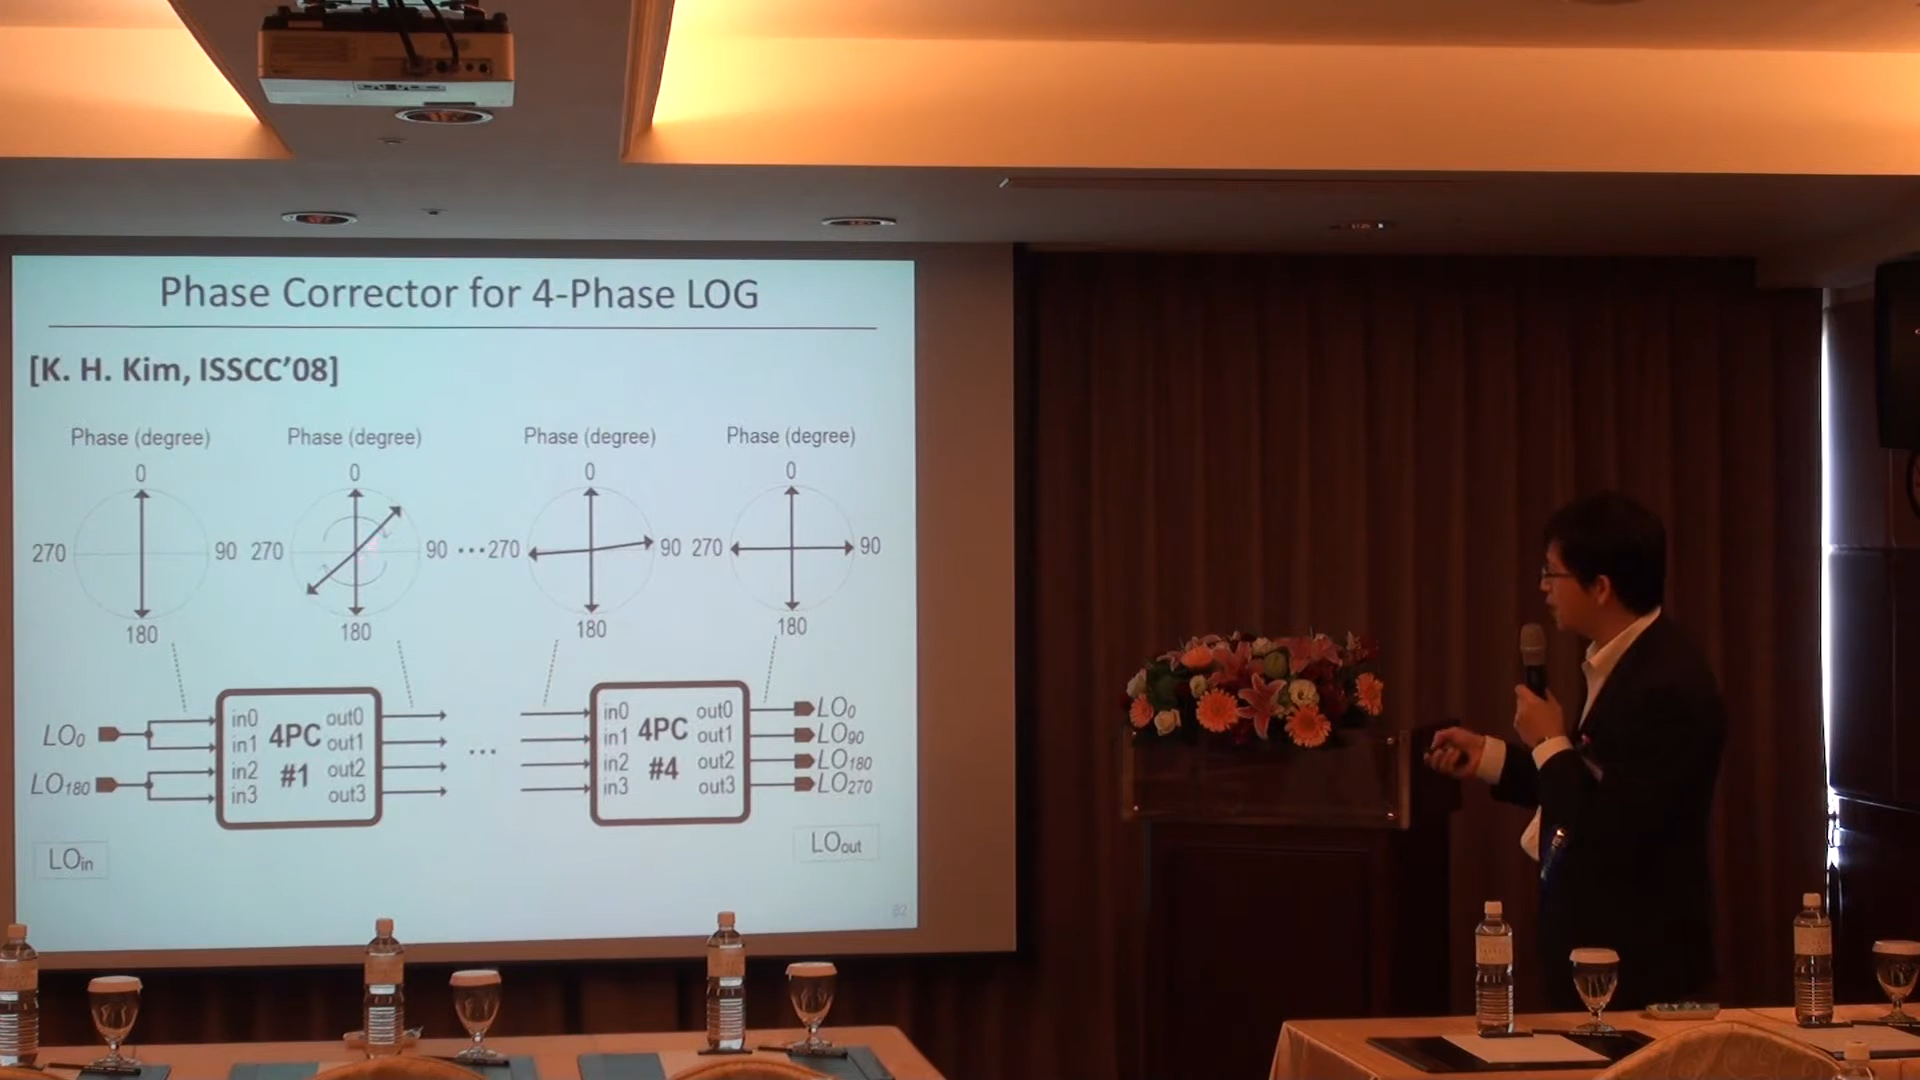 Phase Corrector for 4-Phase LOG
[K. H. Kim, ISSCC'08]
Phase (degree) Phase (degree) Phase (degree) Phase (degree)
0 0 0 0
270 90 270 90 ...270 90 270 90
180 180 180 180
LO0 in0 out0 in0 out0 LO0
in1 4PC out1 in1 4PC out1 LO90
LO180 in2 #1 out2 ... in2 #4 out2 LO180
in3 out3 in3 out3 LO270
LOin LOout
82